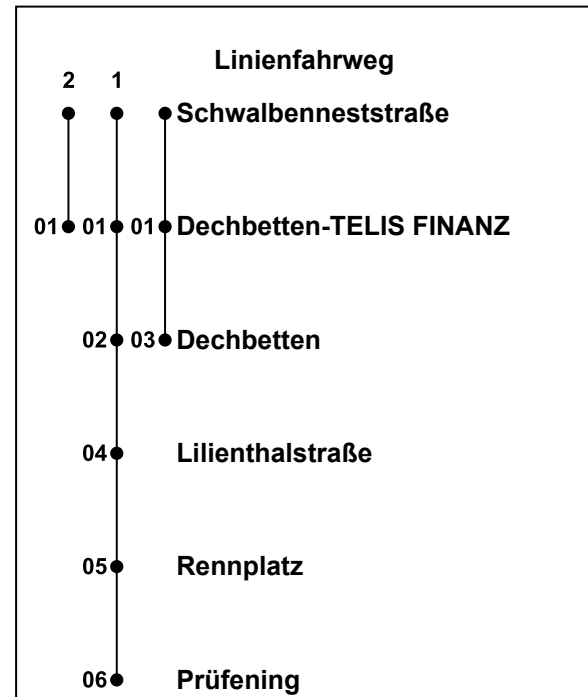 Linienfahrweg
2 1
Schwalbenneststraße
01 01 01 Dechbetten-TELIS FINANZ
02 03 Dechbetten
04 Lilienthalstraße
05 Rennplatz
06 Prüfening